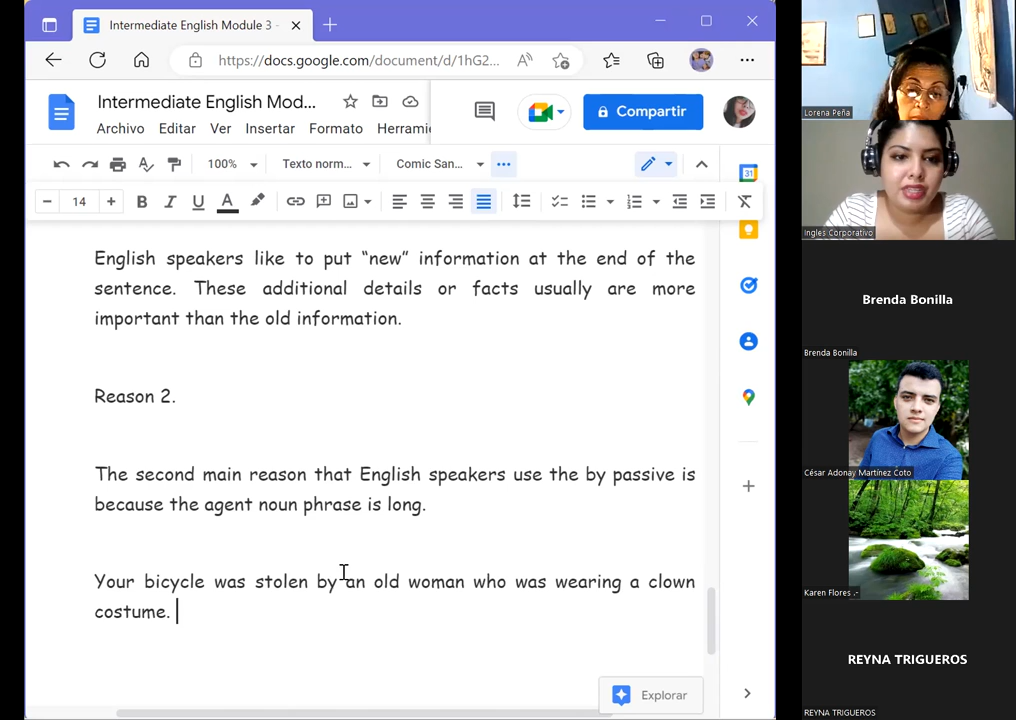 Intermediate English Module 3 -
https://docs.google.com/document/d/1hG2...
Intermediate English Mod...
Compartir
Archivo Editar Ver Insertar Formato Herramie
100% Texto norm... Comic San...
14 B I U A
31
English speakers like to put “new” information at the end of the
sentence. These additional details or facts usually are more
important than the old information.
Reason 2.
The second main reason that English speakers use the by passive is
because the agent noun phrase is long.
Your bicycle was stolen by an old woman who was wearing a clown
costume.
Explorar
Lorena Peña
Ingles Corporativo
Brenda Bonilla
Brenda Bonilla
César Adonay Martínez Coto
Karen Flores .-
REYNA TRIGUEROS
REYNA TRIGUEROS